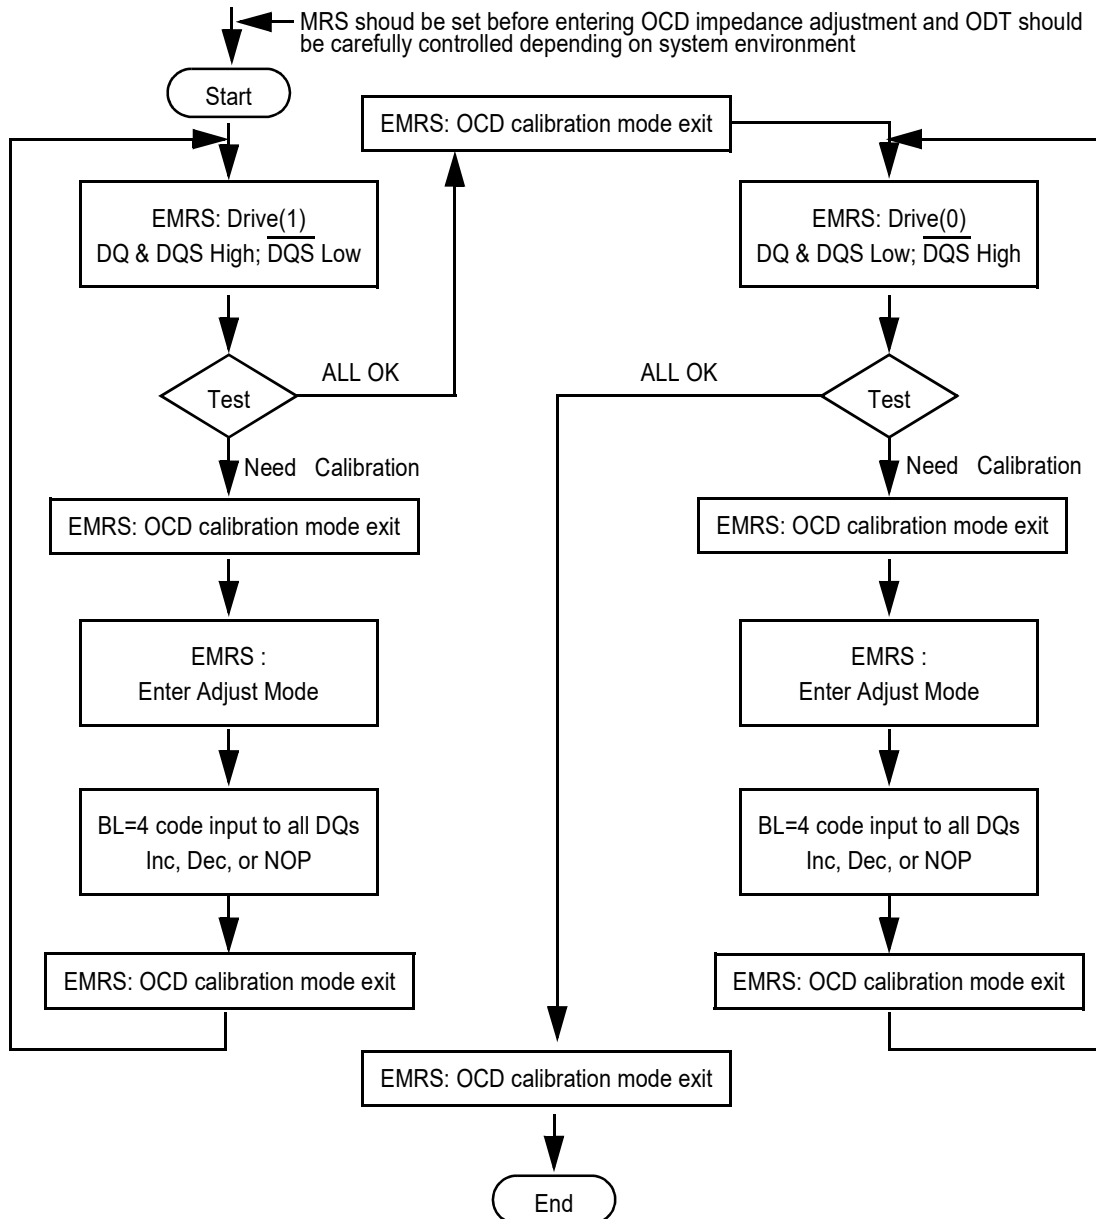 MRS shoud be set before entering OCD impedance adjustment and ODT should
be carefully controlled depending on system environment
Start
EMRS: OCD calibration mode exit
EMRS: Drive(1)
DQ & DQS High; D̅Q̅S̅ Low
Test
ALL OK
Need Calibration
EMRS: OCD calibration mode exit
EMRS :
Enter Adjust Mode
BL=4 code input to all DQs
Inc, Dec, or NOP
EMRS: OCD calibration mode exit
EMRS: Drive(0)
DQ & DQS Low; D̅Q̅S̅ High
Test
ALL OK
Need Calibration
EMRS: OCD calibration mode exit
EMRS :
Enter Adjust Mode
BL=4 code input to all DQs
Inc, Dec, or NOP
EMRS: OCD calibration mode exit
EMRS: OCD calibration mode exit
End